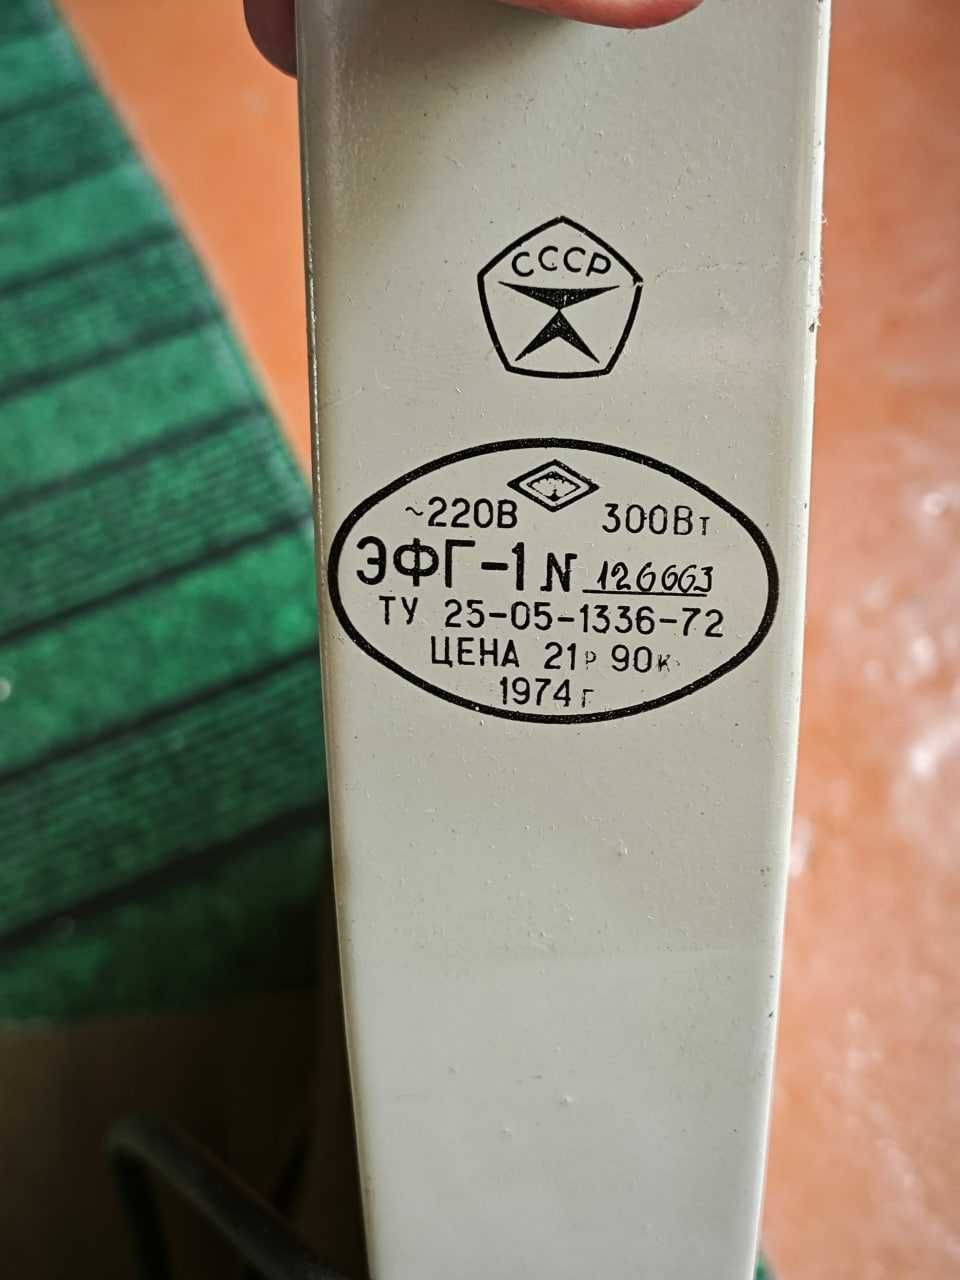 СССР
~220В 300Вт
ЭФГ-1 N 126663
ТУ 25-05-1336-72
ЦЕНА 21р 90к
1974г